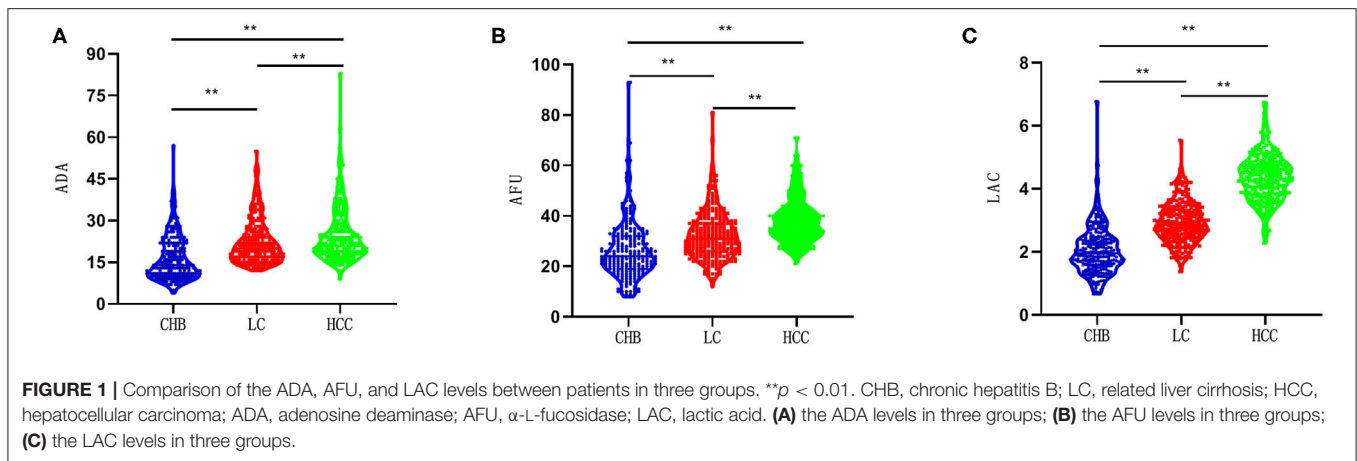 A
**
**
**
90
75
60
45
30
15
0
ADA
CHB LC HCC
B
**
**
**
100
80
60
40
20
0
AFU
CHB LC HCC
C
**
**
**
8
6
4
2
0
LAC
CHB LC HCC
FIGURE 1 | Comparison of the ADA, AFU, and LAC levels between patients in three groups. **p < 0.01. CHB, chronic hepatitis B; LC, related liver cirrhosis; HCC,
hepatocellular carcinoma; ADA, adenosine deaminase; AFU, α-L-fucosidase; LAC, lactic acid. (A) the ADA levels in three groups; (B) the AFU levels in three groups;
(C) the LAC levels in three groups.